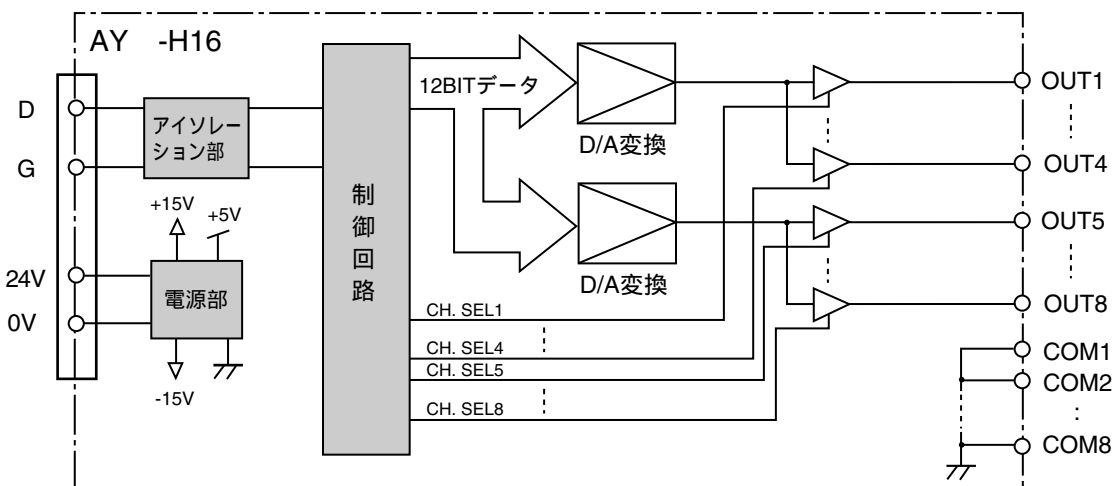 AY -H16
D
G
24V
0V
アイソレー
ション部
+15V
+5V
電源部
-15V
制
御
回
路
12BITデータ
D/A変換
D/A変換
CH. SEL1
CH. SEL4
CH. SEL5
CH. SEL8
OUT1
OUT4
OUT5
OUT8
COM1
COM2
:
COM8